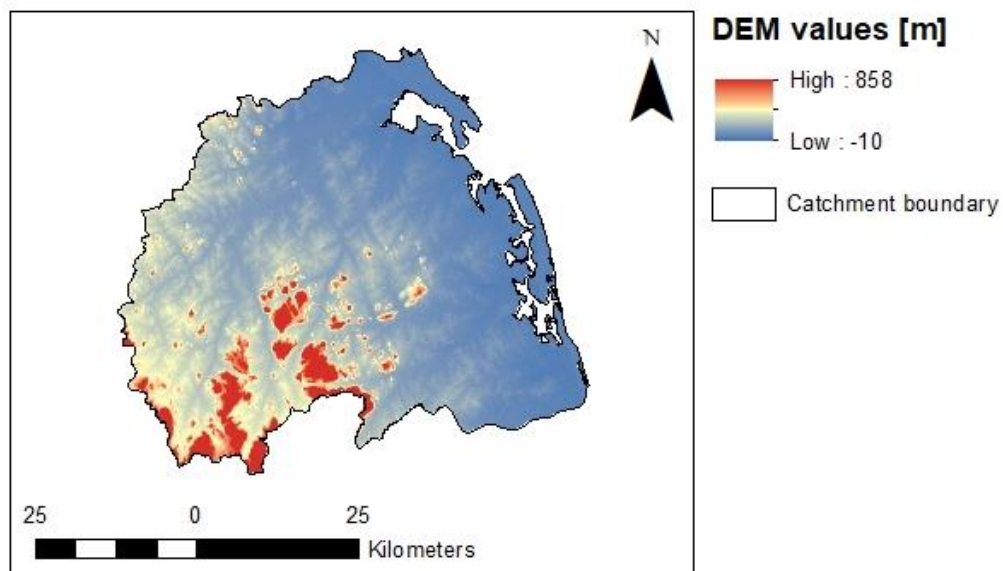 N
DEM values [m]
High : 858
Low : -10
Catchment boundary
25 0 25
Kilometers